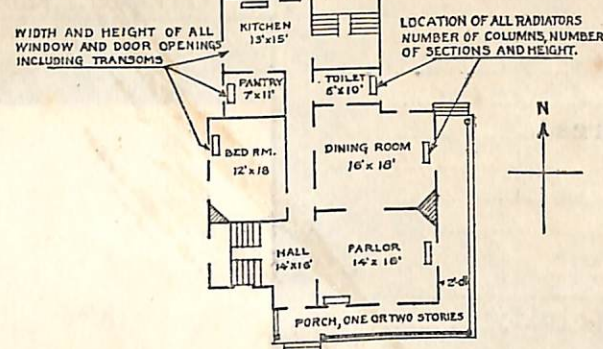 WIDTH AND HEIGHT OF ALL
WINDOW AND DOOR OPENINGS
INCLUDING TRANSOMS
KITCHEN
13'x15'
LOCATION OF ALL RADIATORS
NUMBER OF COLUMNS, NUMBER
OF SECTIONS AND HEIGHT.
PANTRY
7'x11'
TOILET
6'x10'
BED RM.
12'x18
DINING ROOM
16'x18'
N
HALL
14'x16'
PARLOR
14'x16'
PORCH, ONE OR TWO STORIES